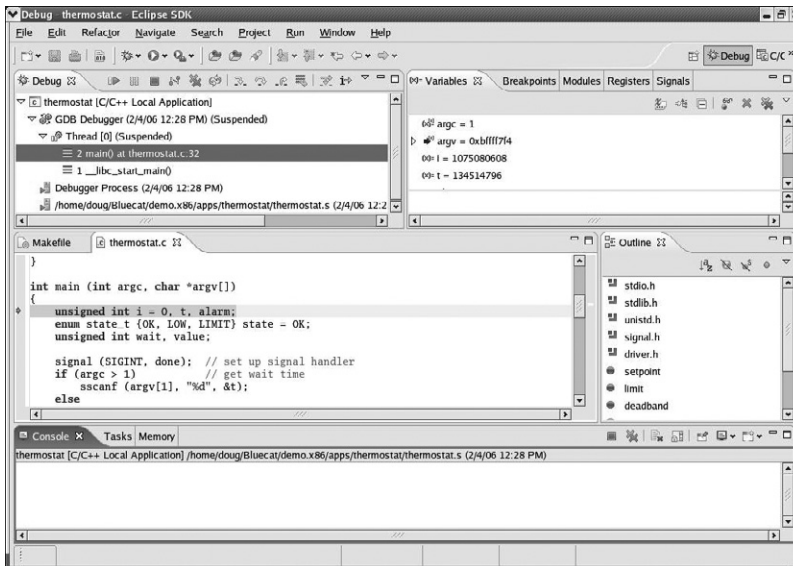 Debug - thermostat.c - Eclipse SDK
File Edit Refactor Navigate Search Project Run Window Help
Debug C/C
Debug
thermostat [C/C++ Local Application]
GDB Debugger (2/4/06 12:28 PM) (Suspended)
Thread [0] (Suspended)
2 main() at thermostat.c:32
1 __libc_start_main()
Debugger Process (2/4/06 12:28 PM)
/home/doug/Bluecat/demo.x86/apps/thermostat/thermostat.s (2/4/06 12:2
Variables Breakpoints Modules Registers Signals
argc = 1
argv = 0xbffff7f4
i = 1075080608
t = 134514796
Makefile thermostat.c
}
int main (int argc, char *argv[])
{
unsigned int i = 0, t, alarm;
enum state_t {OK, LOW, LIMIT} state = OK;
unsigned int wait, value;
signal (SIGINT, done); // set up signal handler
if (argc > 1) // get wait time
sscanf (argv[1], "%d", &t);
else
Outline
stdio.h
stdlib.h
unistd.h
signal.h
driver.h
setpoint
limit
deadband
Console Tasks Memory
thermostat [C/C++ Local Application] /home/doug/Bluecat/demo.x86/apps/thermostat/thermostat.s (2/4/06 12:28 PM)